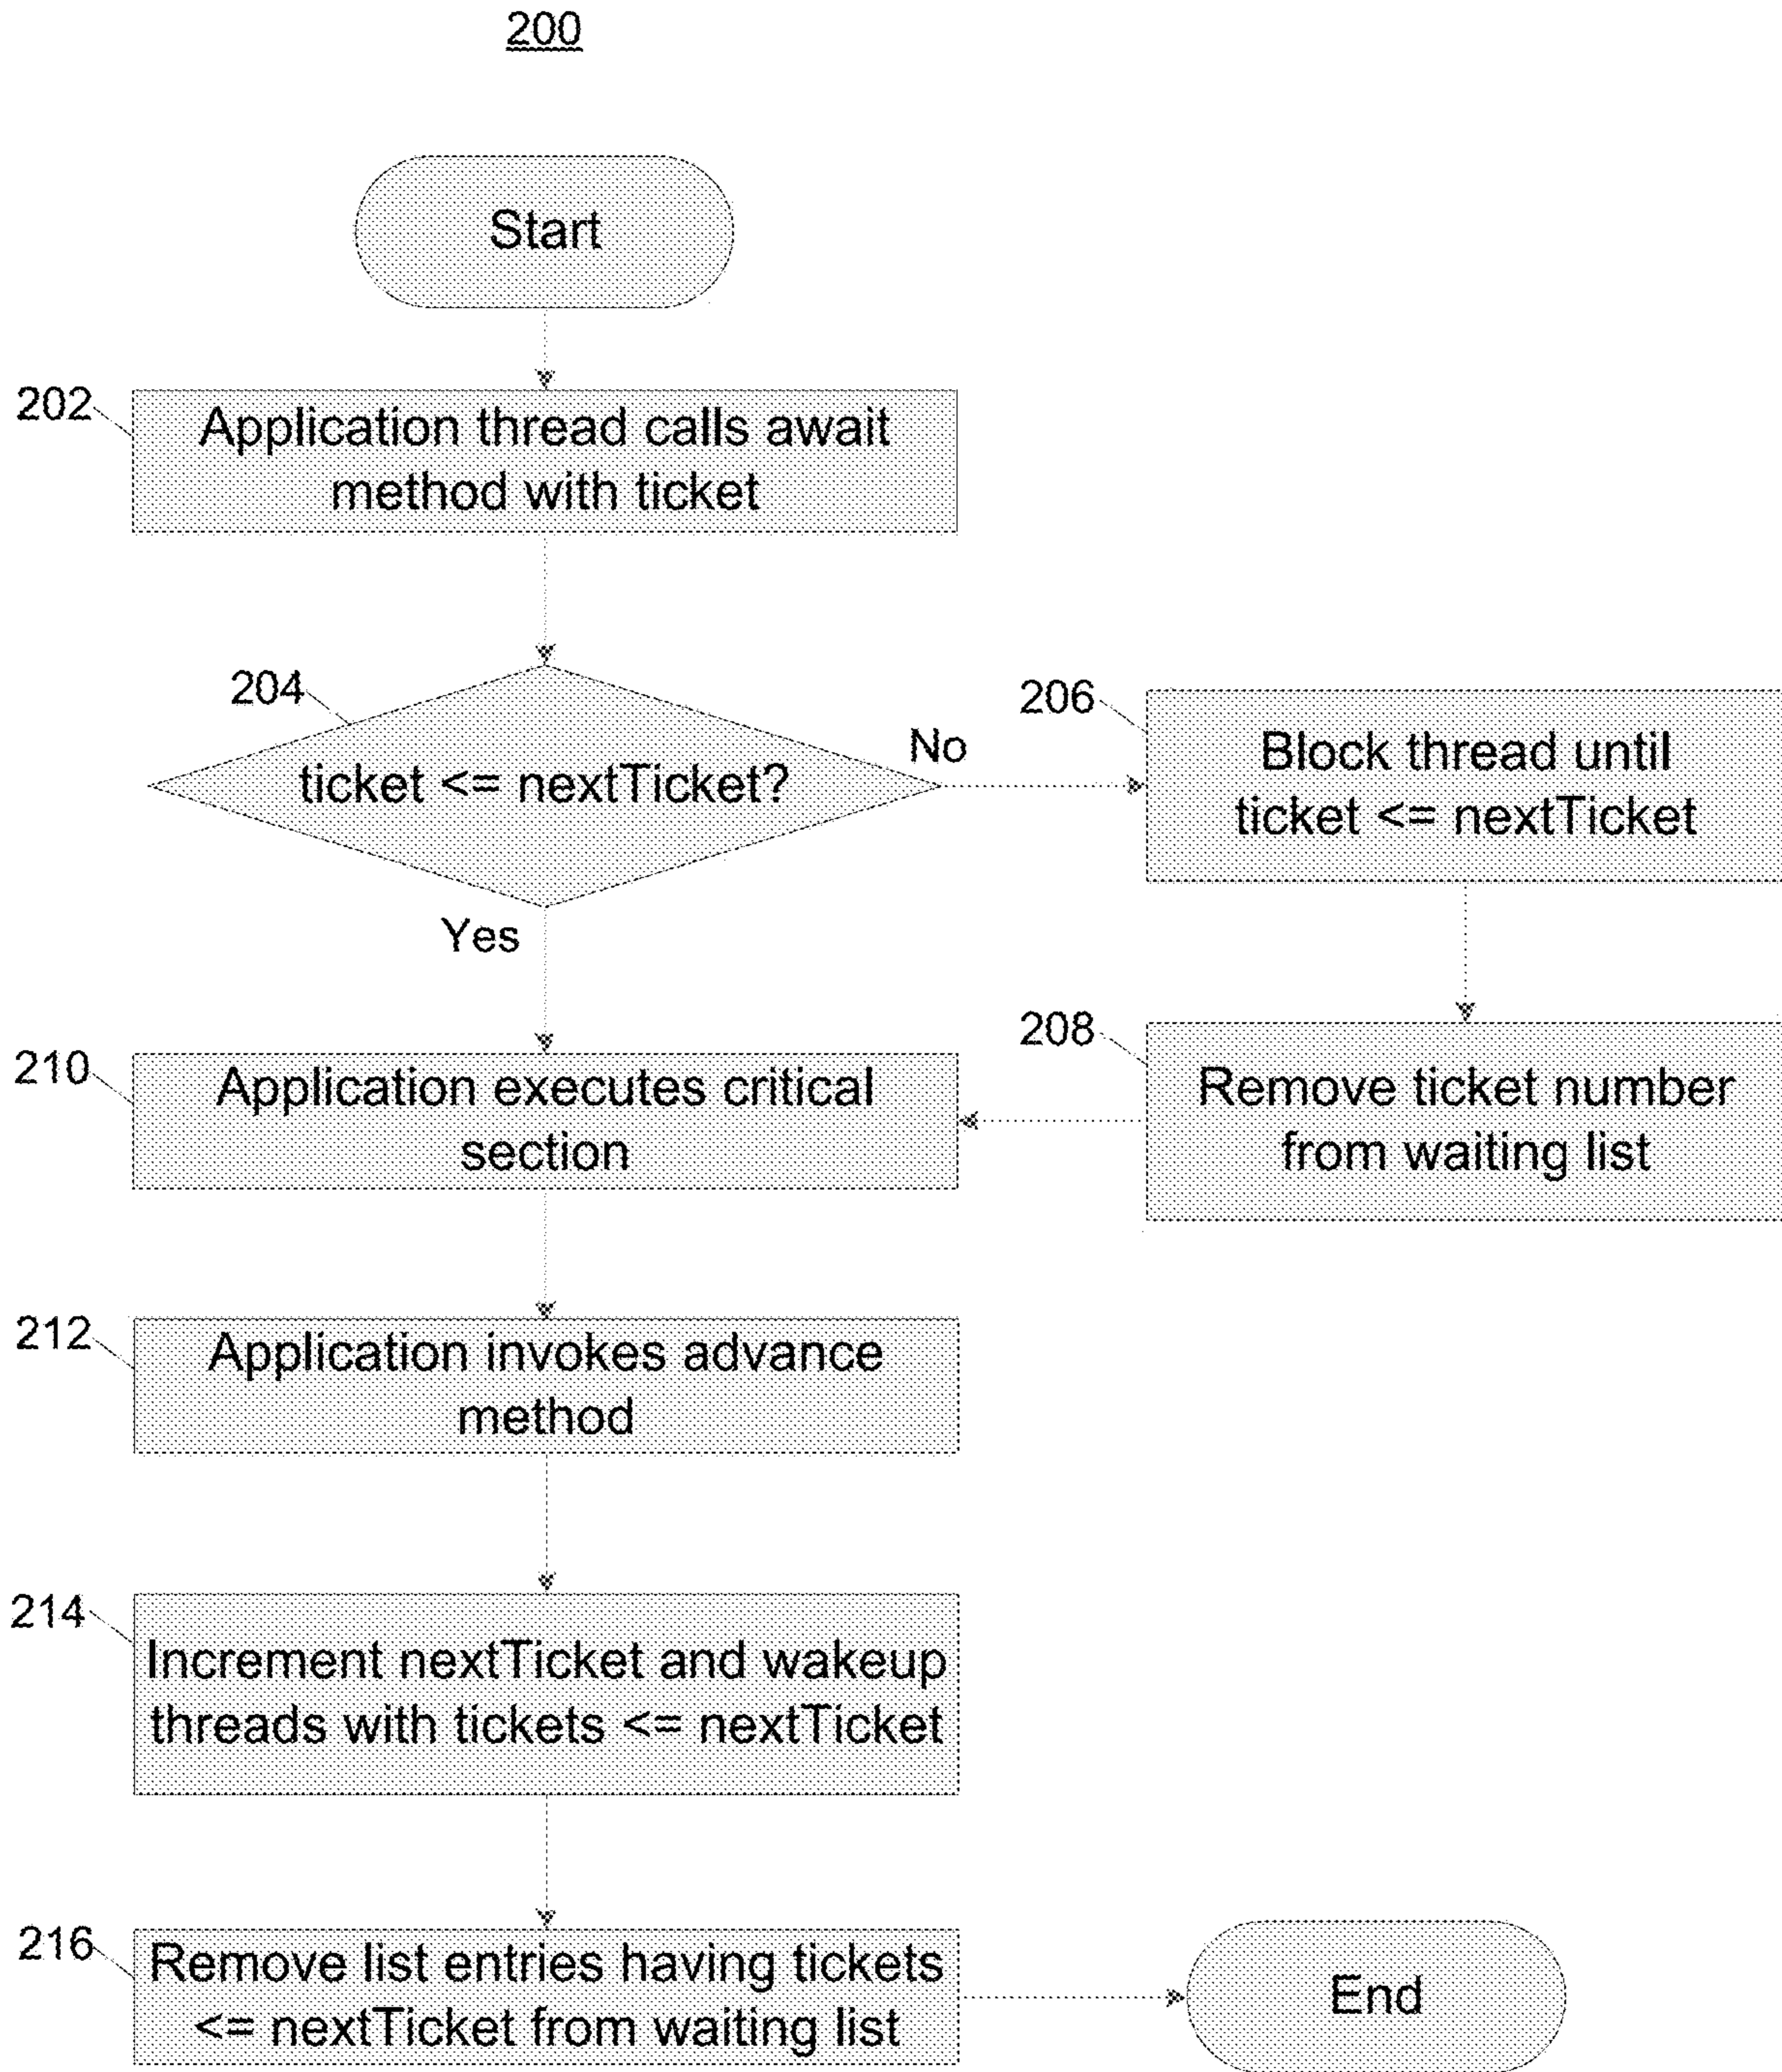 200
Start
202
Application thread calls await
method with ticket
204
ticket <= nextTicket?
No
206
Block thread until
ticket <= nextTicket
Yes
208
Remove ticket number
from waiting list
210
Application executes critical
section
212
Application invokes advance
method
214
Increment nextTicket and wakeup
threads with tickets <= nextTicket
216
Remove list entries having tickets
<= nextTicket from waiting list
End